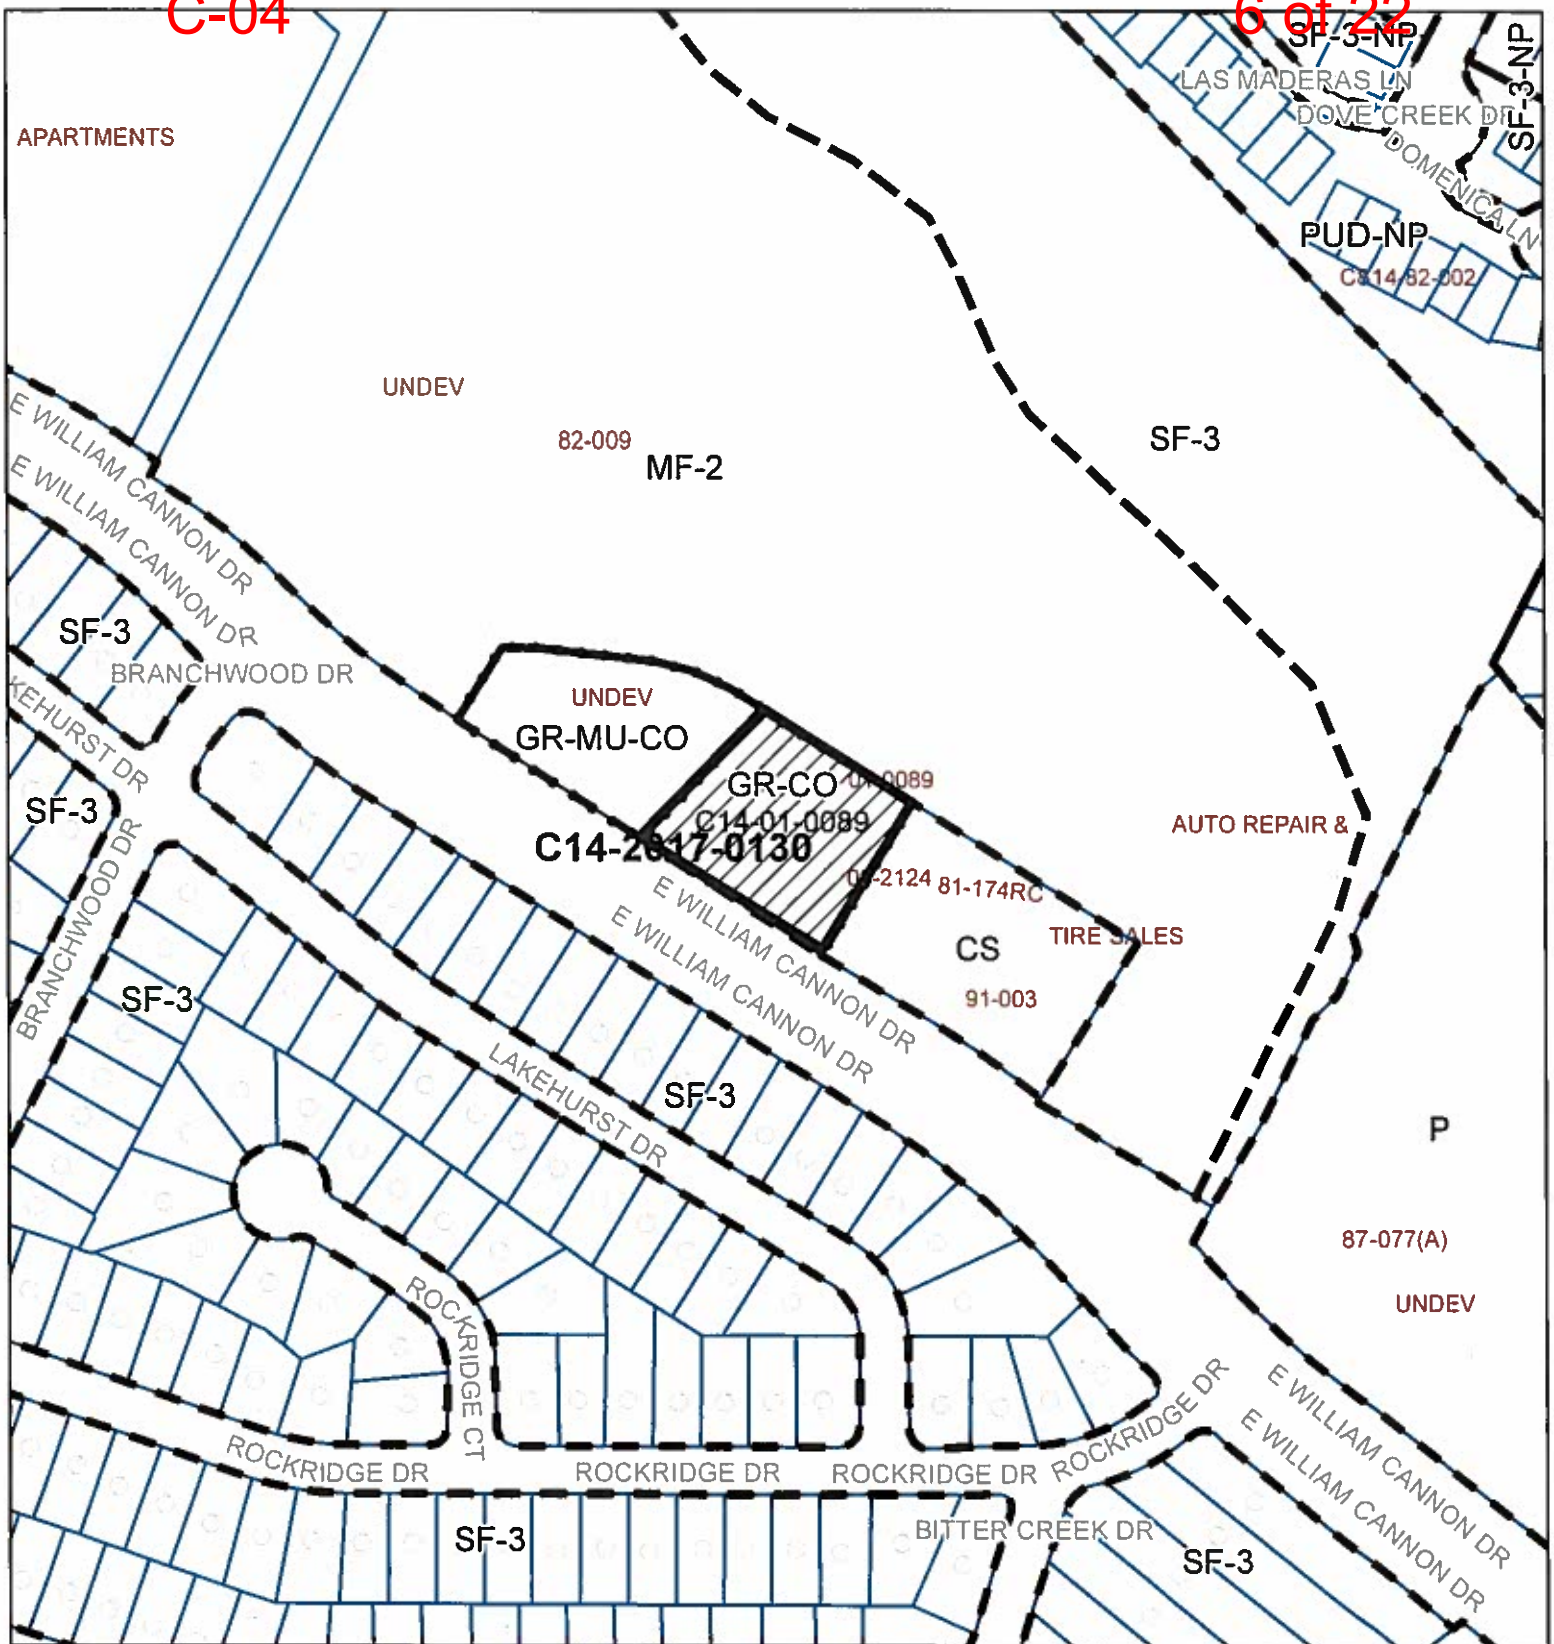 C-04
6 of 22
SF-3-NP
SF-3-NP
LAS MADERAS LN
DOVE CREEK DR
DOMENICA LN
APARTMENTS
PUD-NP
C814-82-002
UNDEV
82-009
MF-2
SF-3
E WILLIAM CANNON DR
E WILLIAM CANNON DR
SF-3
BRANCHWOOD DR
KEHURST DR
UNDEV
GR-MU-CO
GR-CO
01-0089
C14-01-0089
C14-2017-0130
SF-3
AUTO REPAIR &
-2124
81-174RC
TIRE SALES
CS
91-003
E WILLIAM CANNON DR
E WILLIAM CANNON DR
BRANCHWOOD DR
SF-3
LAKEHURST DR
SF-3
P
87-077(A)
UNDEV
ROCKRIDGE CT
ROCKRIDGE DR
ROCKRIDGE DR
ROCKRIDGE DR
ROCKRIDGE DR
E WILLIAM CANNON DR
E WILLIAM CANNON DR
BITTER CREEK DR
SF-3
SF-3